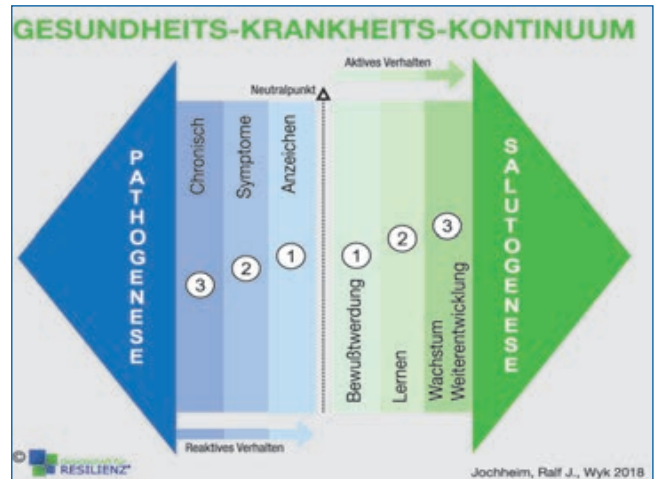 GESUNDHEITS-KRANKHEITS-KONTINUUM
Aktives Verhalten
Neutralpunkt
PATHOGENESE
Chronisch
Symptome
Anzeichen
3
2
1
1
2
3
Bewußtwerdung
Lernen
Wachstum
Weiterentwicklung
SALUTOGENESE
Reaktives Verhalten
©
RESILIENZ®
Jochheim, Ralf J., Wyk 2018